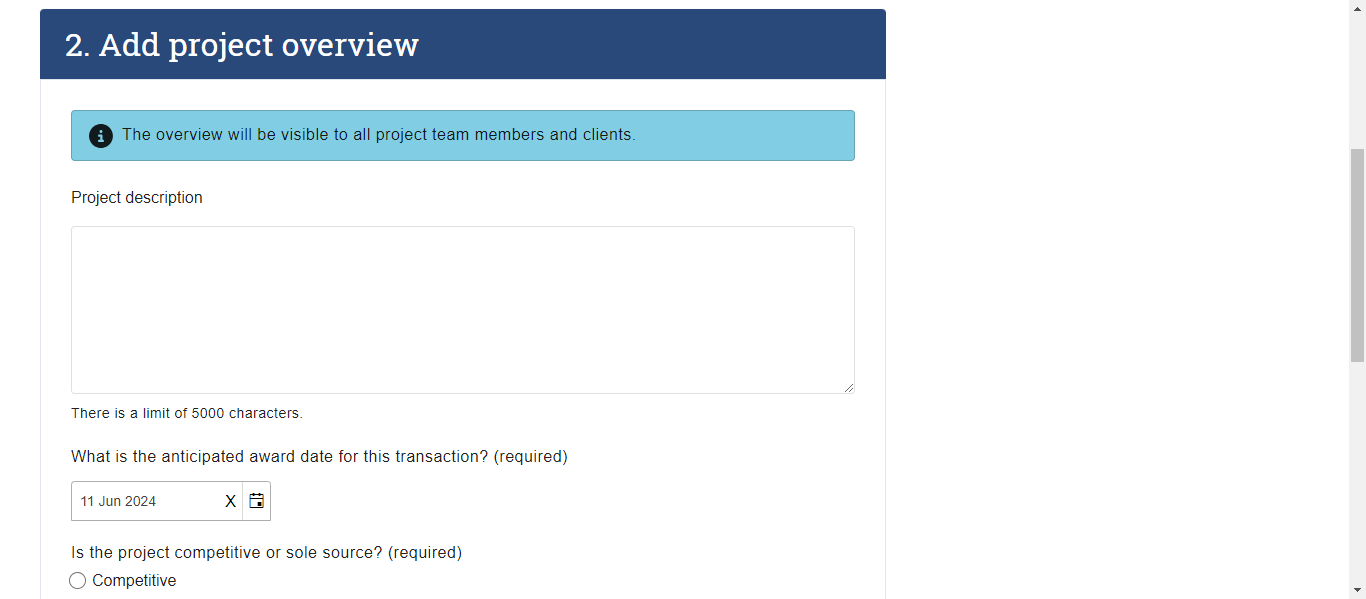 2. Add project overview
The overview will be visible to all project team members and clients.
Project description
There is a limit of 5000 characters.
What is the anticipated award date for this transaction? (required)
11 Jun 2024 X
Is the project competitive or sole source? (required)
Competitive